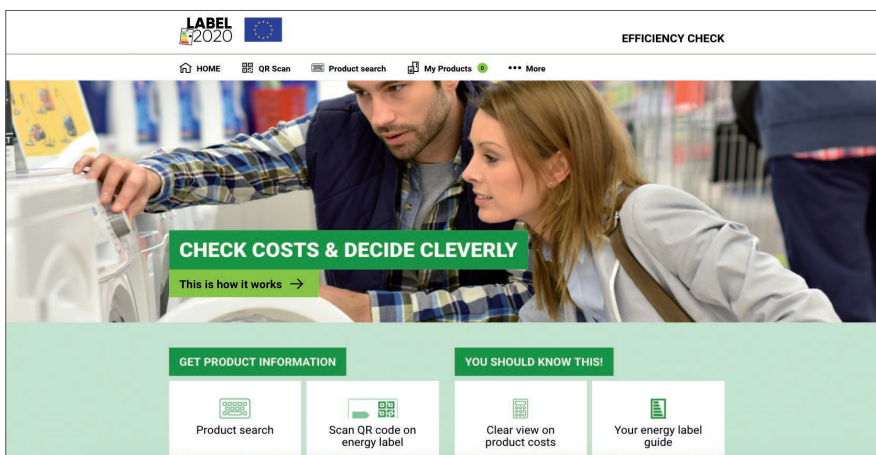 LABEL
2020
EFFICIENCY CHECK
HOME QR Scan Product search My Products 0 More
CHECK COSTS & DECIDE CLEVERLY
This is how it works →
GET PRODUCT INFORMATION
YOU SHOULD KNOW THIS!
Product search
Scan QR code on
energy label
Clear view on
product costs
Your energy label
guide